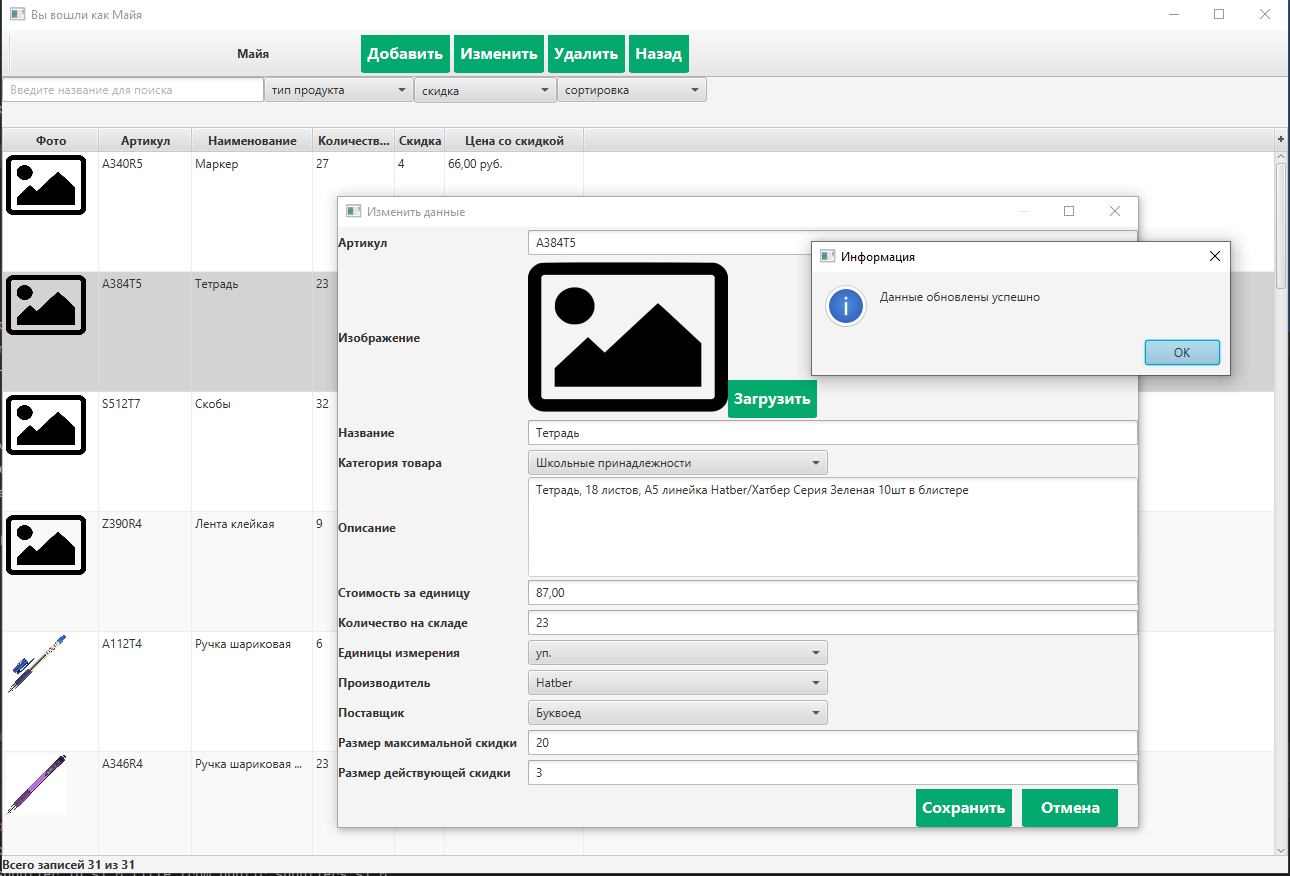 Вы вошли как Майя
Майя
Добавить Изменить Удалить Назад
Введите название для поиска тип продукта скидка сортировка
Фото Артикул Наименование Количеств... Скидка Цена со скидкой +
A340R5 Маркер 27 4 66,00 руб.
A384T5 Тетрадь 23
S512T7 Скобы 32
Z390R4 Лента клейкая 9
A112T4 Ручка шариковая 6
A346R4 Ручка шариковая ... 23
Всего записей 31 из 31
Изменить данные
Артикул A384T5
Изображение
Загрузить
Название Тетрадь
Категория товара Школьные принадлежности
Описание Тетрадь, 18 листов, А5 линейка Hatber/Хатбер Серия Зеленая 10шт в блистере
Стоимость за единицу 87,00
Количество на складе 23
Единицы измерения уп.
Производитель Hatber
Поставщик Буквоед
Размер максимальной скидки 20
Размер действующей скидки 3
Сохранить Отмена
Информация
Данные обновлены успешно
OK